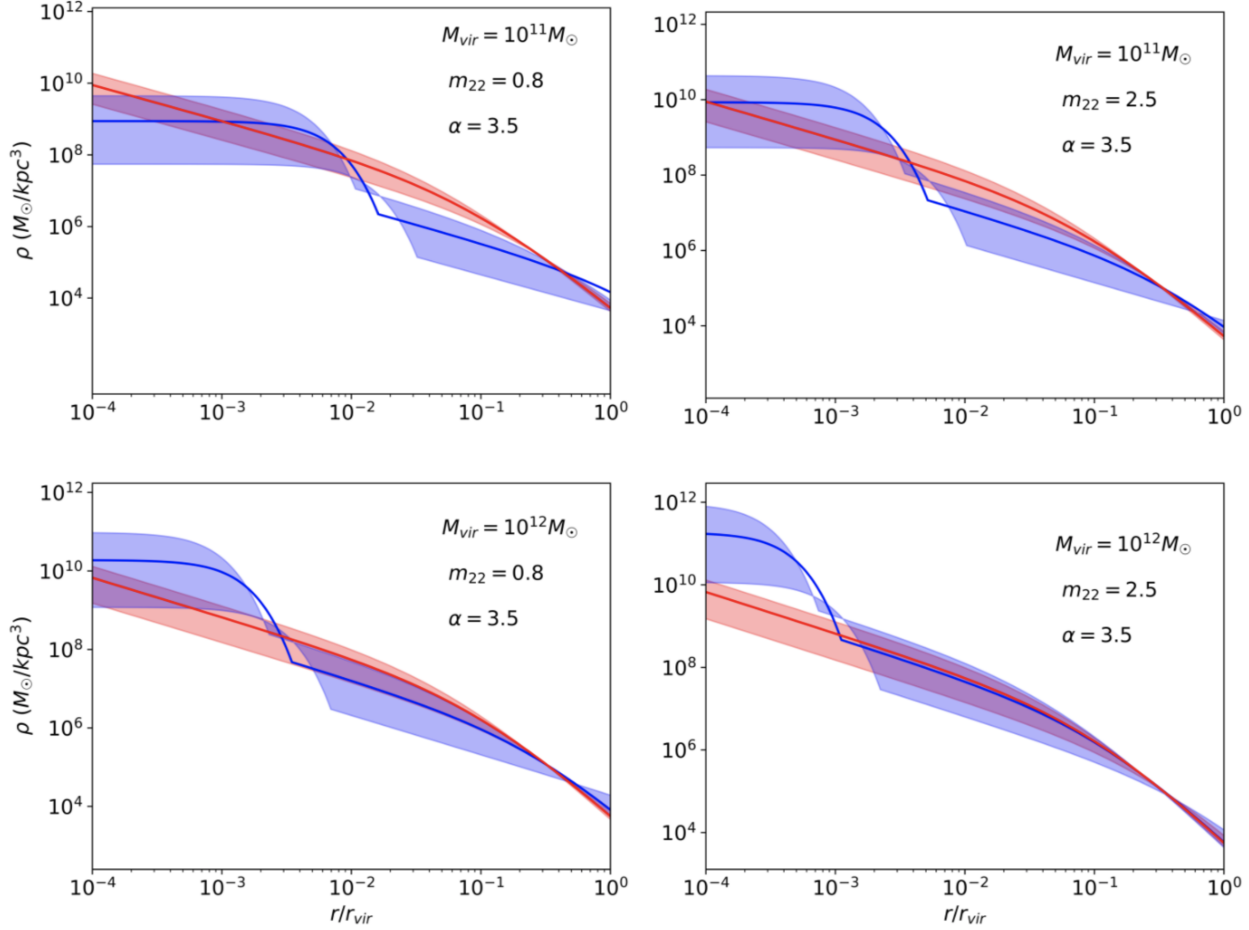 10^12
10^10
10^8
10^6
10^4
ρ (M_⊙/kpc^3)
M_vir = 10^11 M_⊙
m_22 = 0.8
α = 3.5
10^-4 10^-3 10^-2 10^-1 10^0
10^12
10^10
10^8
10^6
10^4
M_vir = 10^11 M_⊙
m_22 = 2.5
α = 3.5
10^-4 10^-3 10^-2 10^-1 10^0
10^12
10^10
10^8
10^6
10^4
ρ (M_⊙/kpc^3)
M_vir = 10^12 M_⊙
m_22 = 0.8
α = 3.5
10^-4 10^-3 10^-2 10^-1 10^0
r/r_vir
10^12
10^10
10^8
10^6
10^4
M_vir = 10^12 M_⊙
m_22 = 2.5
α = 3.5
10^-4 10^-3 10^-2 10^-1 10^0
r/r_vir